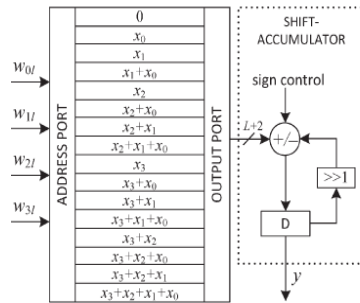 w0l
w1l
w2l
w3l
ADDRESS PORT
0
x0
x1
x1+x0
x2
x2+x0
x2+x1
x2+x1+x0
x3
x3+x0
x3+x1
x3+x1+x0
x3+x2
x3+x2+x0
x3+x2+x1
x3+x2+x1+x0
OUTPUT PORT
L+2
SHIFT-
ACCUMULATOR
sign control
+/−
>>1
D
y